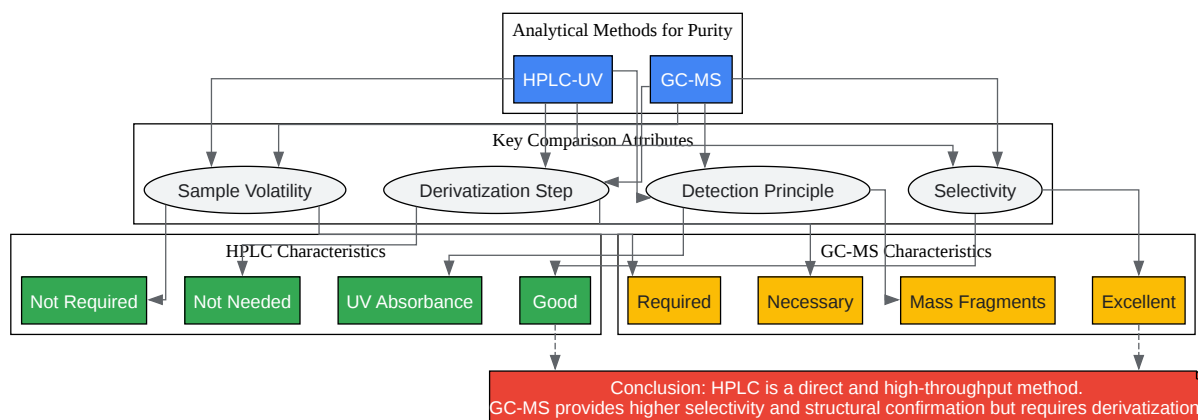 Analytical Methods for Purity
HPLC-UV
GC-MS
Key Comparison Attributes
Sample Volatility
Derivatization Step
Detection Principle
Selectivity
HPLC Characteristics
GC-MS Characteristics
Not Required
Not Needed
UV Absorbance
Good
Required
Necessary
Mass Fragments
Excellent
Conclusion: HPLC is a direct and high-throughput method.
GC-MS provides higher selectivity and structural confirmation but requires derivatization